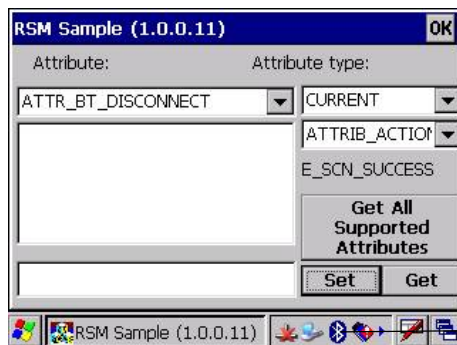 RSM Sample (1.0.0.11) OK
Attribute: Attribute type:
ATTR_BT_DISCONNECT CURRENT
ATTRIB_ACTION
E_SCN_SUCCESS
Get All
Supported
Attributes
Set Get
RSM Sample (1.0.0.11)